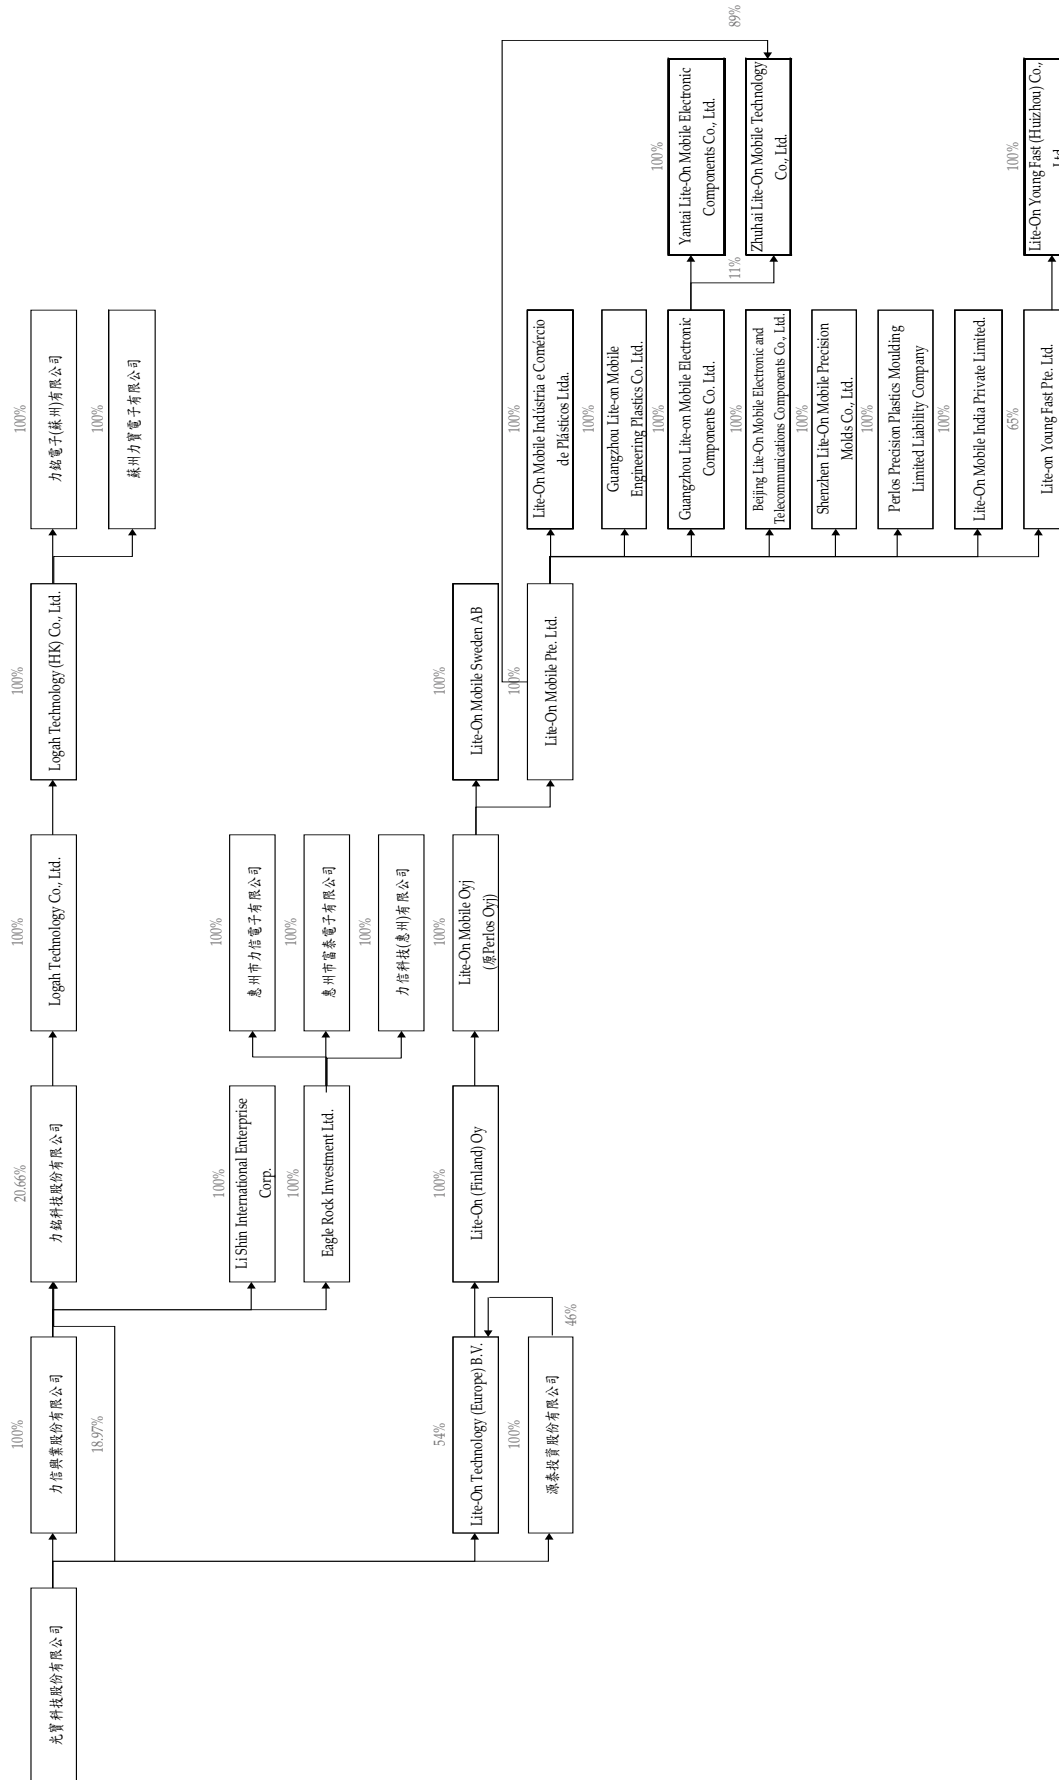 光寶科技股份有限公司
100%
力信興業股份有限公司
18.97%
54%
Lite-On Technology (Europe) B.V.
100%
源泰投資股份有限公司
46%
20.66%
力銘科技股份有限公司
100%
Li Shin International Enterprise
Corp.
100%
Eagle Rock Investment Ltd.
100%
Lite-On (Finland) Oy
100%
Logah Technology Co., Ltd.
100%
惠州市力信電子有限公司
100%
惠州市富泰電子有限公司
100%
力信科技(惠州)有限公司
100%
Lite-On Mobile Oyj
(原Perlos Oyj)
100%
Logah Technology (HK) Co., Ltd.
100%
Lite-On Mobile Sweden AB
100%
Lite-On Mobile Pte. Ltd.
100%
力銘電子(蘇州)有限公司
100%
蘇州力寶電子有限公司
100%
Lite-On Mobile Indústria e Comércio
de Plásticos Ltda.
100%
Guangzhou Lite-on Mobile
Engineering Plastics Co. Ltd.
100%
Guangzhou Lite-on Mobile Electronic
Components Co. Ltd.
100%
Beijing Lite-On Mobile Electronic and
Telecommunications Components Co., Ltd.
100%
Shenzhen Lite-On Mobile Precision
Molds Co., Ltd.
100%
Perlos Precision Plastics Moulding
Limited Liability Company
100%
Lite-On Mobile India Private Limited.
65%
Lite-on Young Fast Pte. Ltd.
100%
Yantai Lite-On Mobile Electronic
Components Co., Ltd.
11%
Zhuhai Lite-On Mobile Technology
Co., Ltd.
89%
100%
Lite-On Young Fast (Huizhou) Co.,
Ltd.